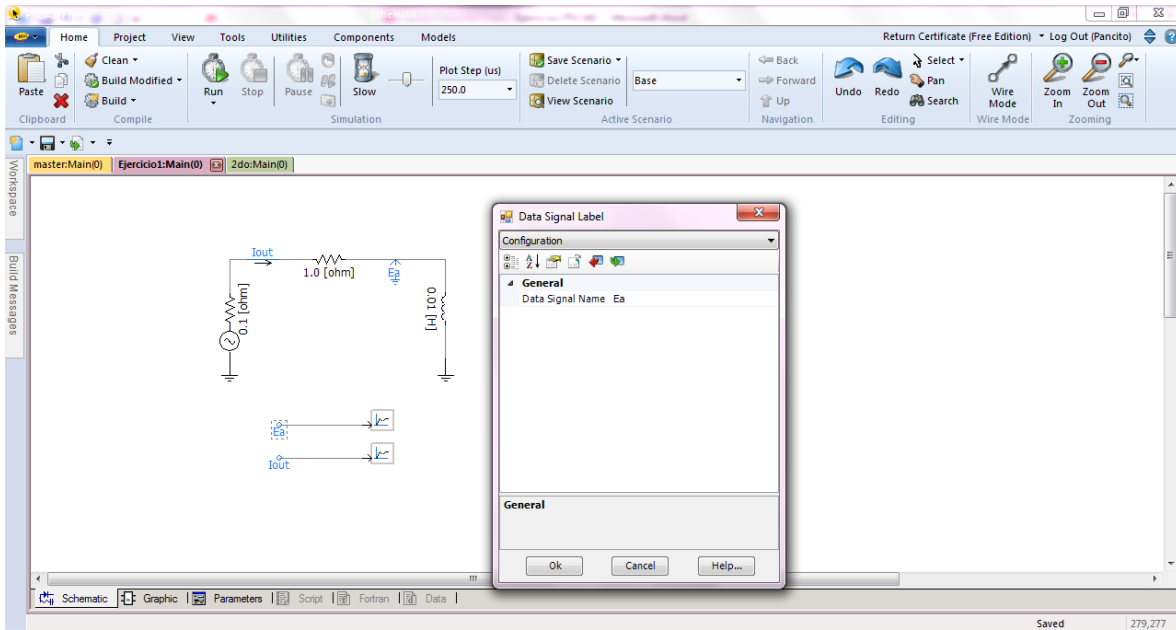 Home Project View Tools Utilities Components Models Return Certificate (Free Edition) Log Out (Pancito)
Paste Clean Build Modified Build Run Stop Pause Slow Plot Step (us) 250.0 Save Scenario Delete Scenario View Scenario Base Back Forward Up Undo Redo Select Pan Search Wire Mode Zoom In Zoom Out
Clipboard Compile Simulation Active Scenario Navigation Editing Wire Mode Zooming
master:Main(0) Ejercicio1:Main(0) 2do:Main(0)
Workspace
Build Messages
Iout
1.0 [ohm]
Ea
0.1 [ohm]
0.01 [H]
Ea
Iout
Data Signal Label
Configuration
General
Data Signal Name Ea
General
Ok Cancel Help...
Schematic Graphic Parameters Script Fortran Data
Saved 279,277